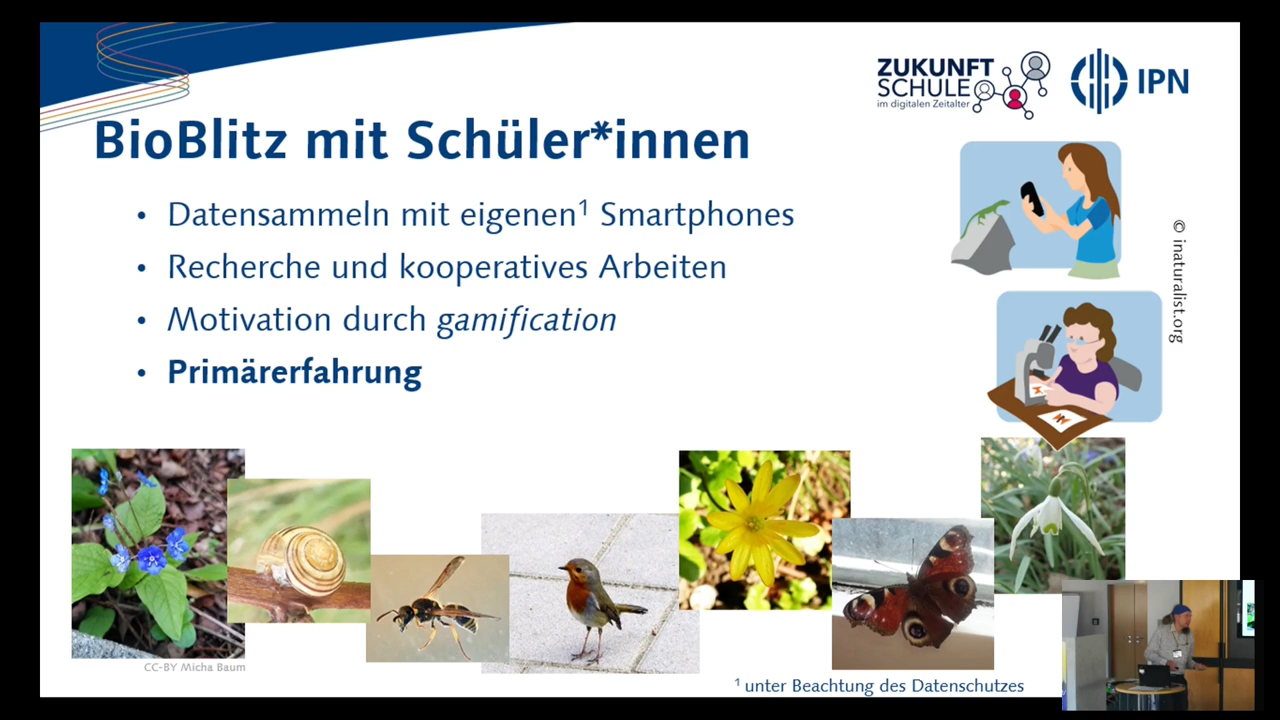 ZUKUNFT
SCHULE
im digitalen Zeitalter
IPN
BioBlitz mit Schüler*innen
• Datensammeln mit eigenen¹ Smartphones
• Recherche und kooperatives Arbeiten
• Motivation durch gamification
• Primärerfahrung
© inaturalist.org
CC-BY Micha Baum
¹ unter Beachtung des Datenschutzes